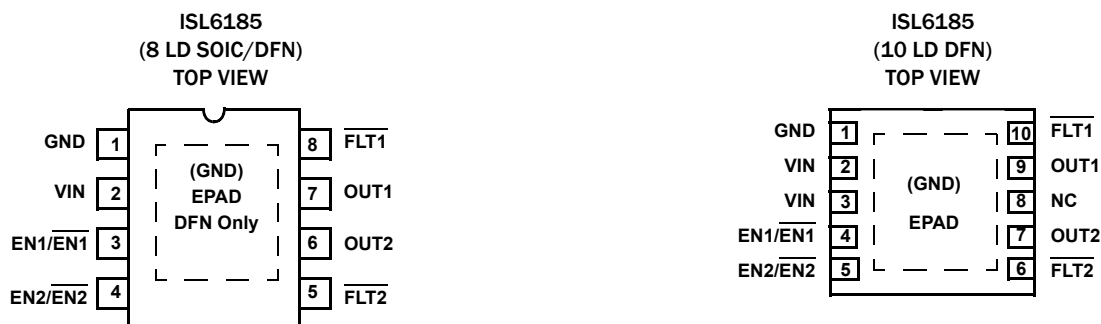 ISL6185
(8 LD SOIC/DFN)
TOP VIEW
GND 1
VIN 2
EN1/EN1 3
EN2/EN2 4
(GND)
EPAD
DFN Only
8 FLT1
7 OUT1
6 OUT2
5 FLT2
ISL6185
(10 LD DFN)
TOP VIEW
GND 1
VIN 2
VIN 3
EN1/EN1 4
EN2/EN2 5
(GND)
EPAD
10 FLT1
9 OUT1
8 NC
7 OUT2
6 FLT2